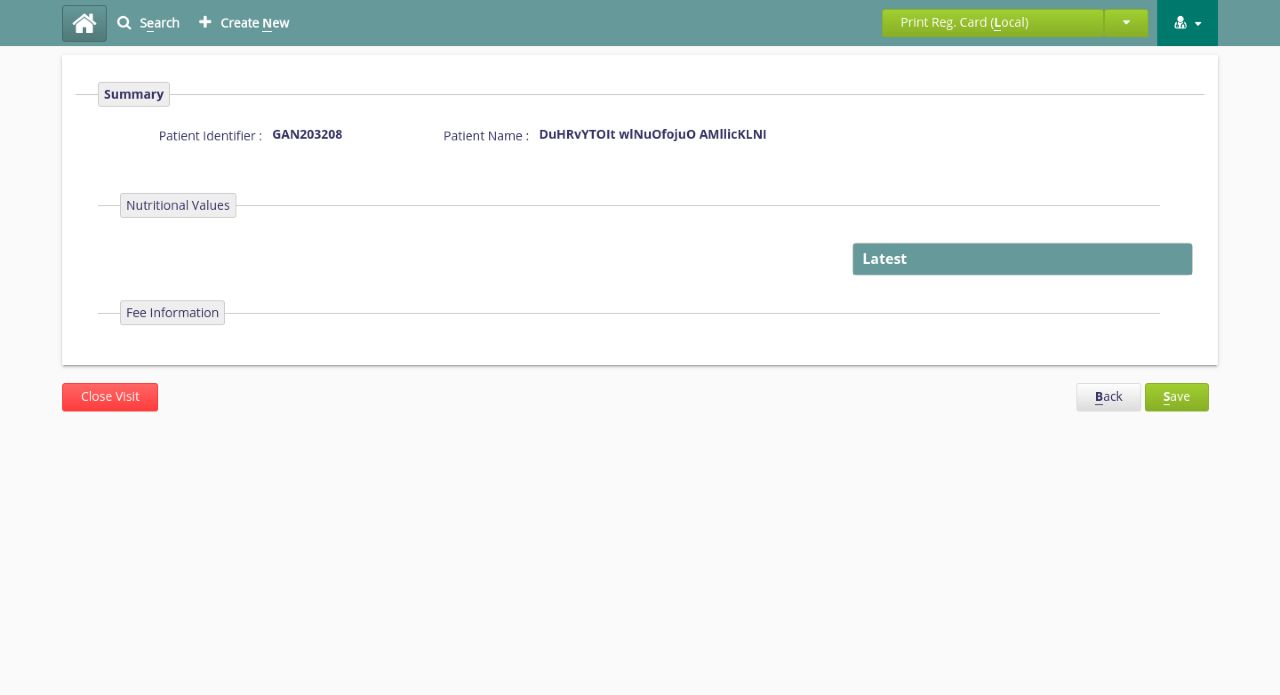 Search
Create New
Print Reg. Card (Local)
Summary
Patient Identifier : GAN203208
Patient Name : DuHRvYTOIt wlNuOfojuO AMllicKLNI
Nutritional Values
Latest
Fee Information
Close Visit
Back
Save